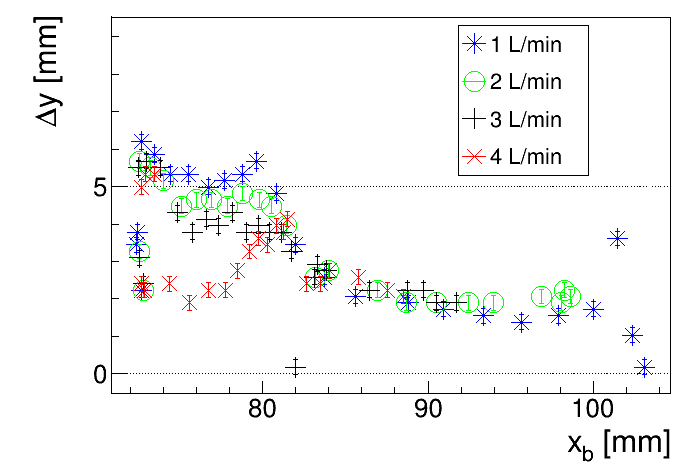 Δy [mm]
1 L/min
2 L/min
3 L/min
4 L/min
5
0
80
90
100
x_b [mm]